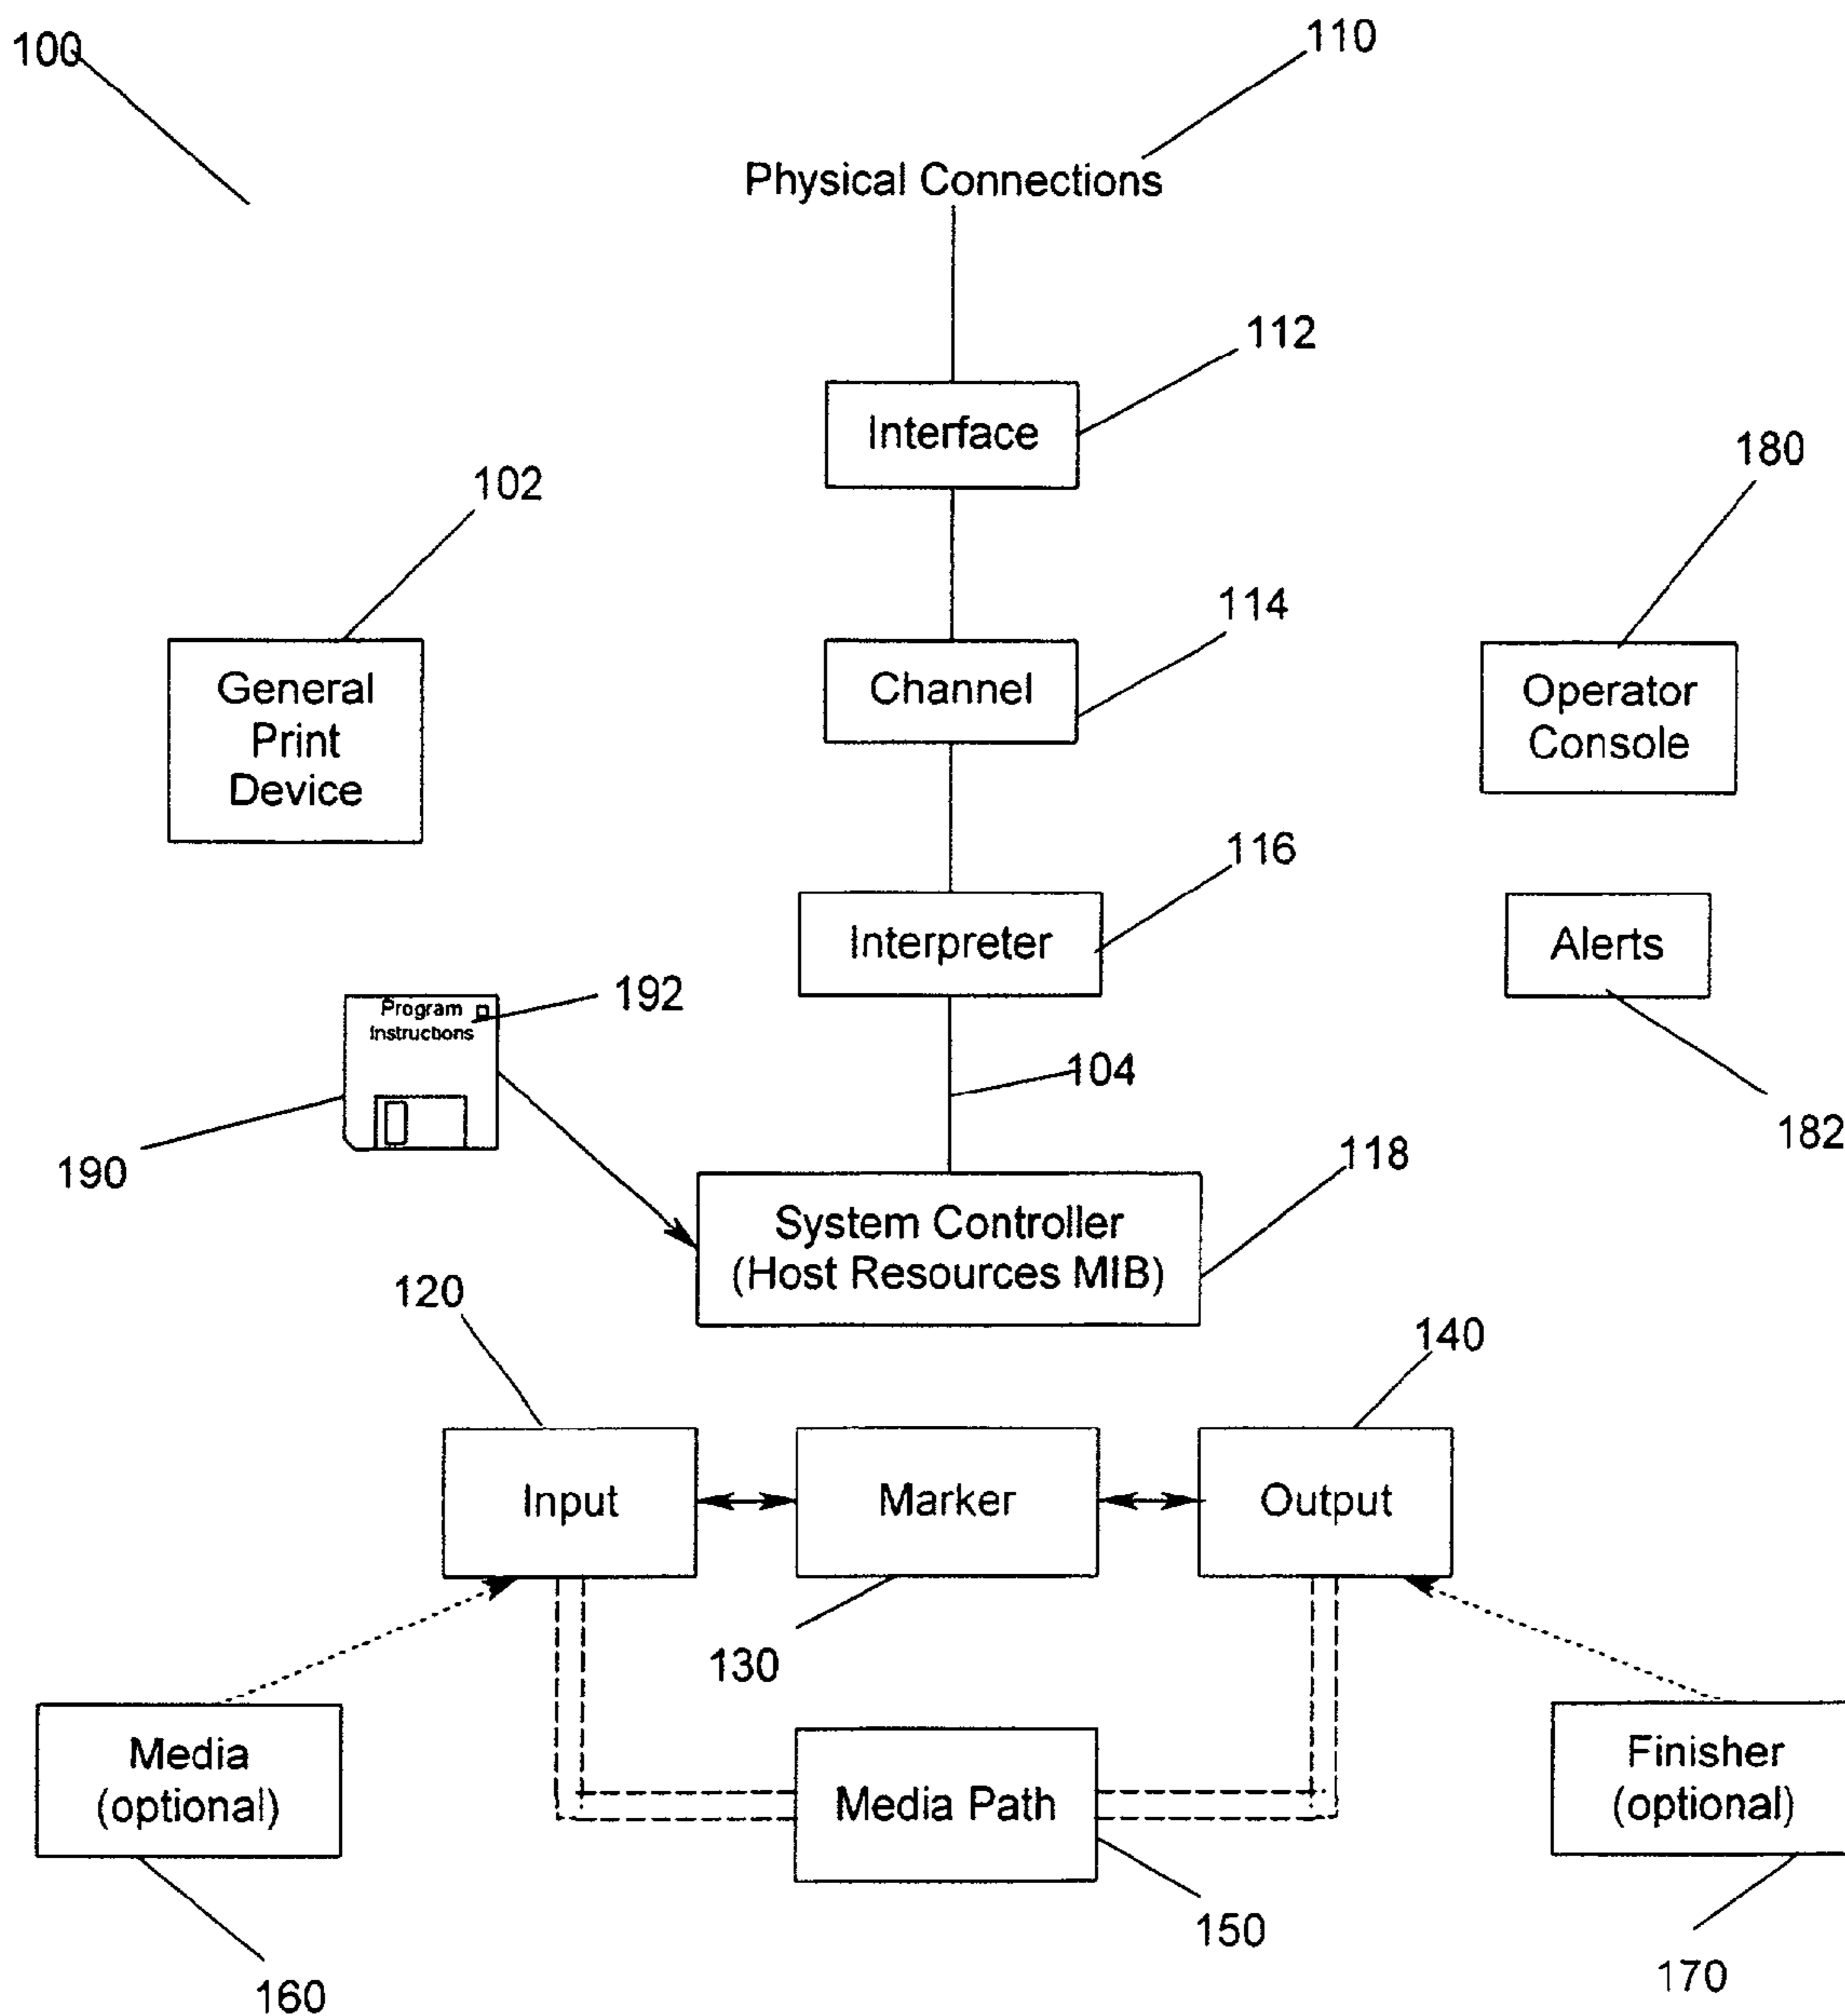 100
110
Physical Connections
112
Interface
180
102
114
General
Print
Device
Channel
Operator
Console
116
Interpreter
Alerts
192
Program
Instructions
104
182
190
118
System Controller
(Host Resources MIB)
120
140
Input
Marker
Output
130
Media
(optional)
Media Path
Finisher
(optional)
150
160
170